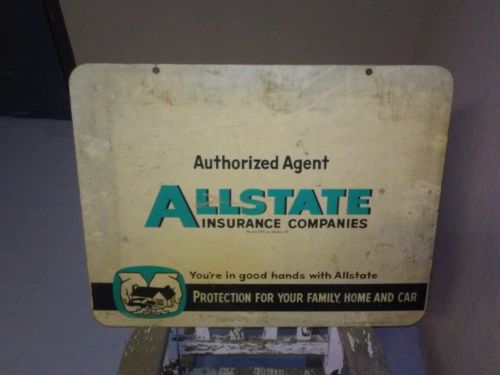 Authorized Agent
ALLSTATE®
INSURANCE COMPANIES
You're in good hands with Allstate
PROTECTION FOR YOUR FAMILY, HOME AND CAR